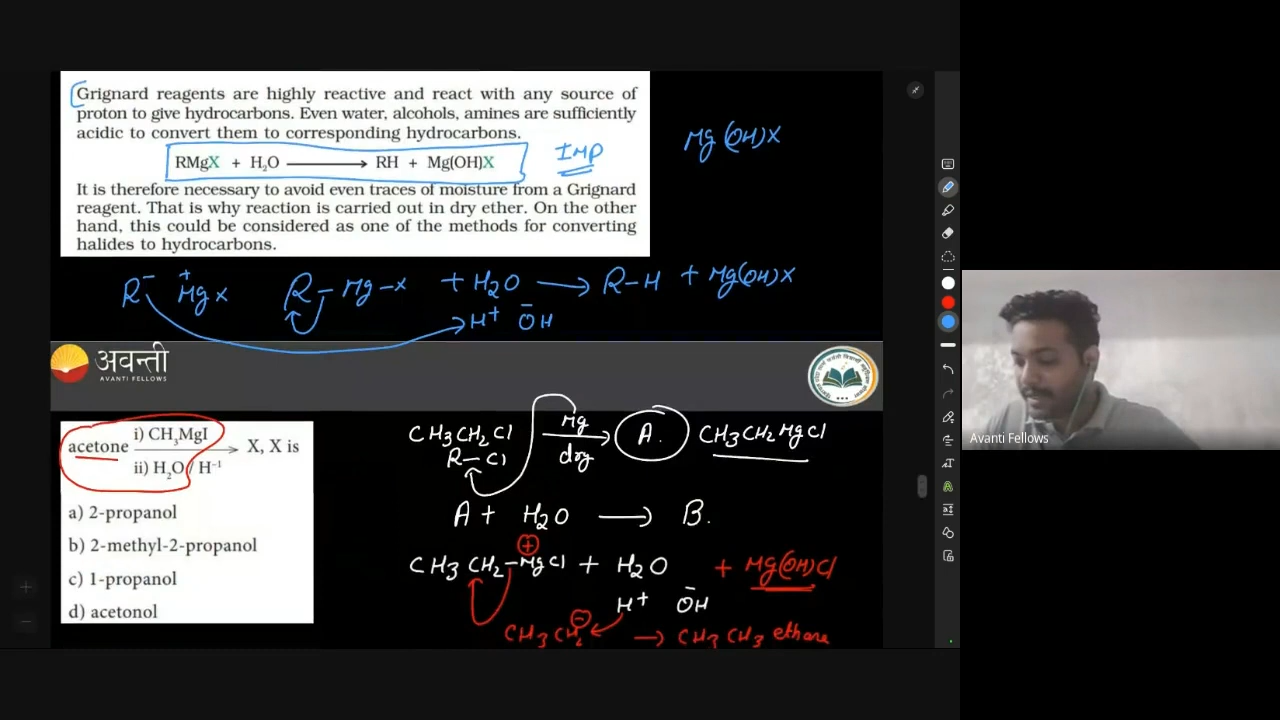 Grignard reagents are highly reactive and react with any source of
proton to give hydrocarbons. Even water, alcohols, amines are sufficiently
acidic to convert them to corresponding hydrocarbons.
RMgX + H₂O ⟶ RH + Mg(OH)X
IMP
Mg(OH)X
It is therefore necessary to avoid even traces of moisture from a Grignard
reagent. That is why reaction is carried out in dry ether. On the other
hand, this could be considered as one of the methods for converting
halides to hydrocarbons.
R⁻ ⁺MgX R–Mg–X + H₂O ⟶ R–H + Mg(OH)X
H⁺ ⁻OH
अवन्ती
AVANTI FELLOWS
acetone i) CH₃MgI ⟶ X, X is
ii) H₂O / H⁻¹
a) 2-propanol
b) 2-methyl-2-propanol
c) 1-propanol
d) acetonol
CH3CH2Cl Mg ⟶ A. CH3CH2MgCl
R–Cl dry
A + H2O ⟶ B.
CH3 CH2–MgCl + H2O + Mg(OH)Cl
⊕
H⁺ ⁻OH
CH3 CH2⊖ → CH3 CH3 ethane
Avanti Fellows